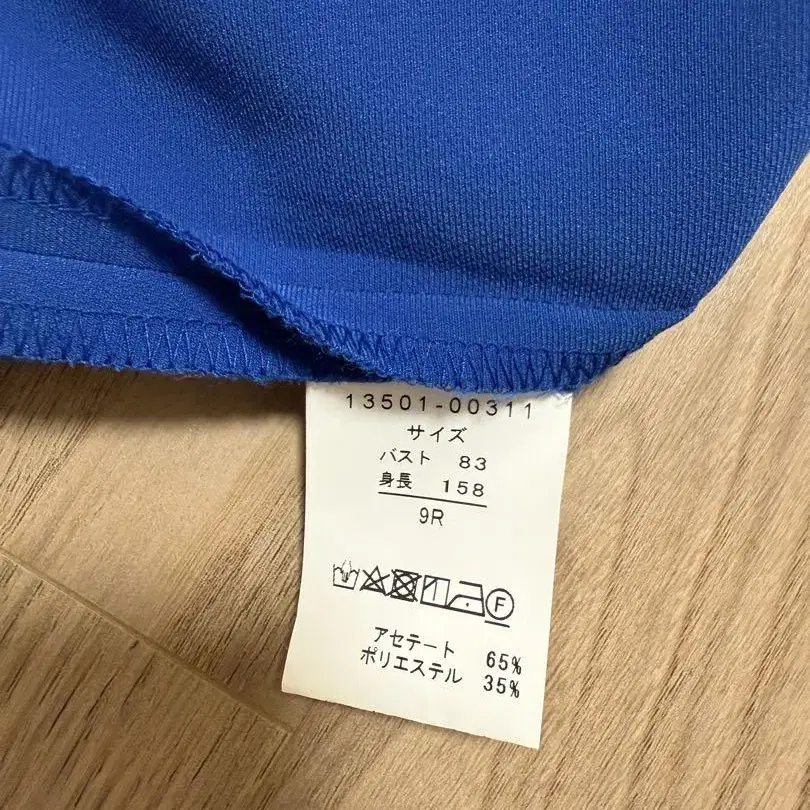 13501-00311
サイズ
バスト 83
身長 158
9R
F
アセテート 65%
ポリエステル 35%